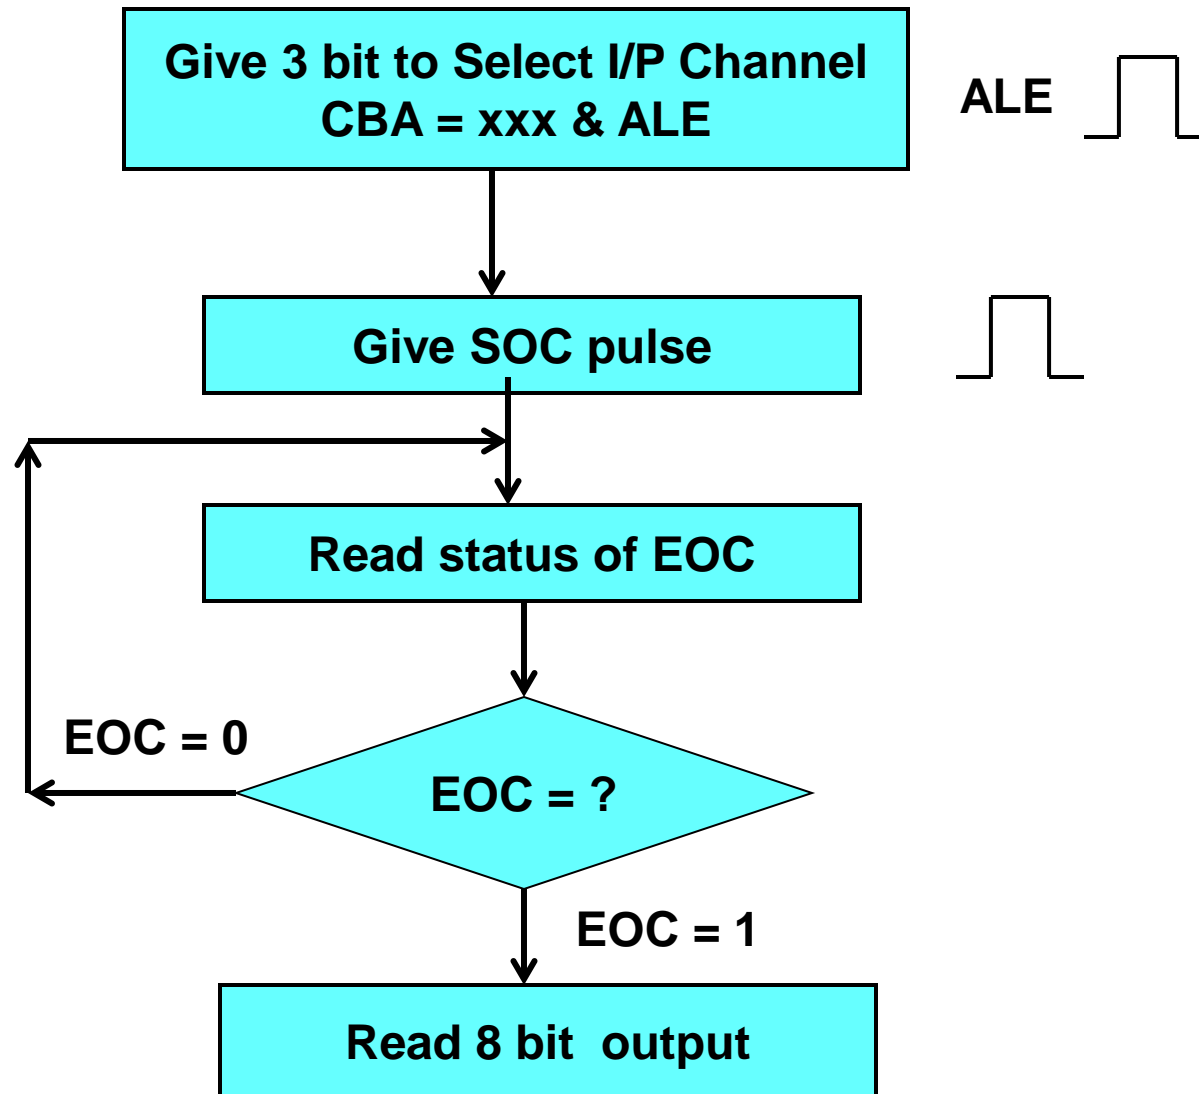 Give 3 bit to Select I/P Channel
CBA = xxx & ALE
ALE
Give SOC pulse
Read status of EOC
EOC = 0
EOC = ?
EOC = 1
Read 8 bit output